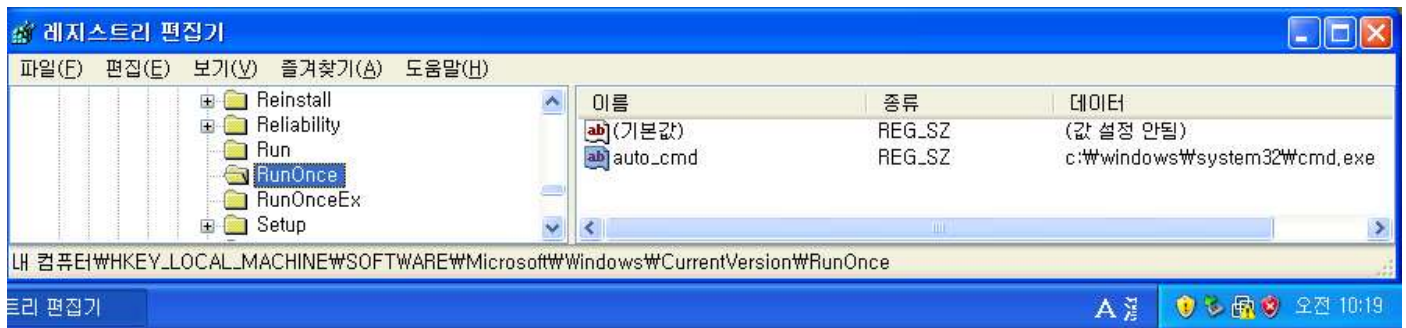 레지스트리 편집기
파일(F) 편집(E) 보기(V) 즐겨찾기(A) 도움말(H)
Reinstall
Reliability
Run
RunOnce
RunOnceEx
Setup
이름 종류 데이터
(기본값) REG_SZ (값 설정 안됨)
auto_cmd REG_SZ c:₩windows₩system32₩cmd.exe
내 컴퓨터₩HKEY_LOCAL_MACHINE₩SOFTWARE₩Microsoft₩Windows₩CurrentVersion₩RunOnce
트리 편집기 A 오전 10:19